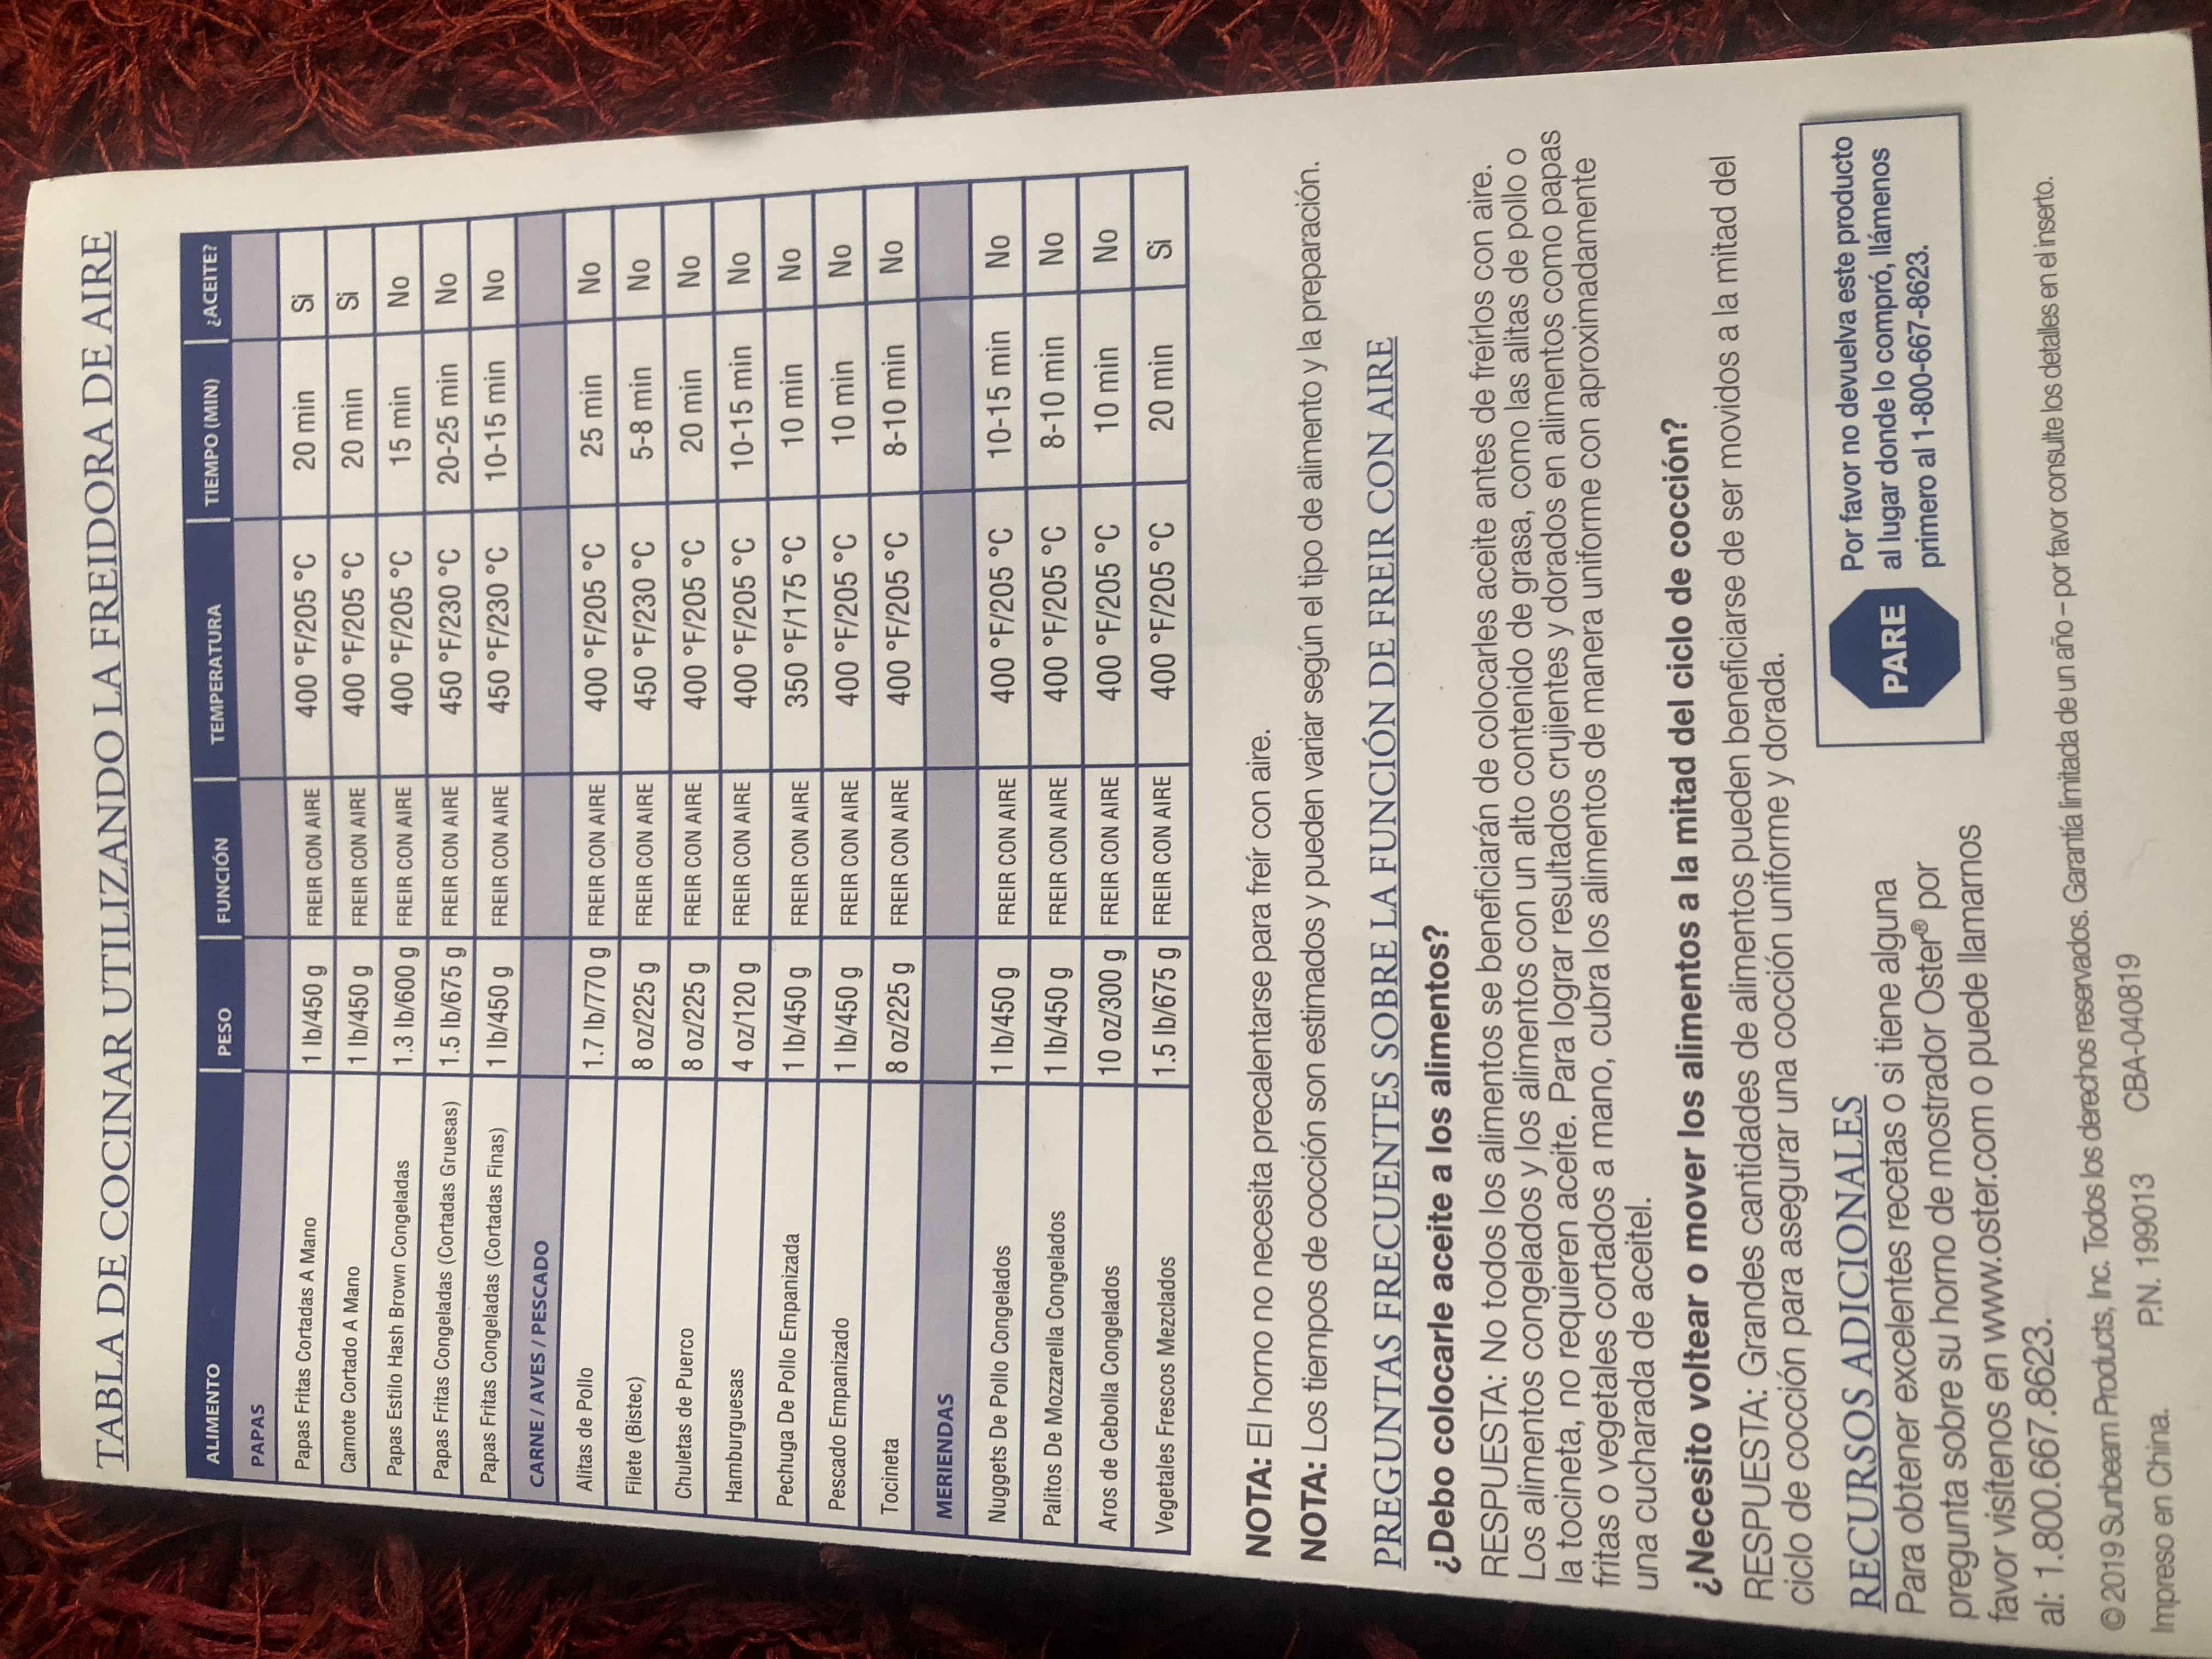 TABLA DE COCINAR UTILIZANDO LA FREIDORA DE AIRE
ALIMENTO PESO FUNCIÓN TEMPERATURA TIEMPO (MIN) ¿ACEITE?
PAPAS
Papas Fritas Cortadas A Mano 1 lb/450 g FREIR CON AIRE 400 °F/205 °C 20 min Si
Camote Cortado A Mano 1 lb/450 g FREIR CON AIRE 400 °F/205 °C 20 min Si
Papas Estilo Hash Brown Congeladas 1.3 lb/600 g FREIR CON AIRE 400 °F/205 °C 15 min No
Papas Fritas Congeladas (Cortadas Gruesas) 1.5 lb/675 g FREIR CON AIRE 450 °F/230 °C 20-25 min No
Papas Fritas Congeladas (Cortadas Finas) 1 lb/450 g FREIR CON AIRE 450 °F/230 °C 10-15 min No
CARNE / AVES / PESCADO
Alitas de Pollo 1.7 lb/770 g FREIR CON AIRE 400 °F/205 °C 25 min No
Filete (Bistec) 8 oz/225 g FREIR CON AIRE 450 °F/230 °C 5-8 min No
Chuletas de Puerco 8 oz/225 g FREIR CON AIRE 400 °F/205 °C 20 min No
Hamburguesas 4 oz/120 g FREIR CON AIRE 400 °F/205 °C 10-15 min No
Pechuga De Pollo Empanizada 1 lb/450 g FREIR CON AIRE 350 °F/175 °C 10 min No
Pescado Empanizado 1 lb/450 g FREIR CON AIRE 400 °F/205 °C 10 min No
Tocineta 8 oz/225 g FREIR CON AIRE 400 °F/205 °C 8-10 min No
MERIENDAS
Nuggets De Pollo Congelados 1 lb/450 g FREIR CON AIRE 400 °F/205 °C 10-15 min No
Palitos De Mozzarella Congelados 1 lb/450 g FREIR CON AIRE 400 °F/205 °C 8-10 min No
Aros de Cebolla Congelados 10 oz/300 g FREIR CON AIRE 400 °F/205 °C 10 min No
Vegetales Frescos Mezclados 1.5 lb/675 g FREIR CON AIRE 400 °F/205 °C 20 min Si
NOTA: El horno no necesita precalentarse para freír con aire.
NOTA: Los tiempos de cocción son estimados y pueden variar según el tipo de alimento y la preparación.
PREGUNTAS FRECUENTES SOBRE LA FUNCIÓN DE FREIR CON AIRE
¿Debo colocarle aceite a los alimentos?
RESPUESTA: No todos los alimentos se beneficiarán de colocarles aceite antes de freírlos con aire.
Los alimentos congelados y los alimentos con un alto contenido de grasa, como las alitas de pollo o
la tocineta, no requieren aceite. Para lograr resultados crujientes y dorados en alimentos como papas
fritas o vegetales cortados a mano, cubra los alimentos de manera uniforme con aproximadamente
una cucharada de aceitel.
¿Necesito voltear o mover los alimentos a la mitad del ciclo de cocción?
RESPUESTA: Grandes cantidades de alimentos pueden beneficiarse de ser movidos a la mitad del
ciclo de cocción para asegurar una cocción uniforme y dorada.
RECURSOS ADICIONALES
Para obtener excelentes recetas o si tiene alguna
pregunta sobre su horno de mostrador Oster® por
favor visítenos en www.oster.com o puede llamarnos
al: 1.800.667.8623.
PARE
Por favor no devuelva este producto
al lugar donde lo compró, llámenos
primero al 1-800-667-8623.
© 2019 Sunbeam Products, Inc. Todos los derechos reservados. Garantía limitada de un año – por favor consulte los detalles en el inserto.
Impreso en China. P.N. 199013 CBA-040819